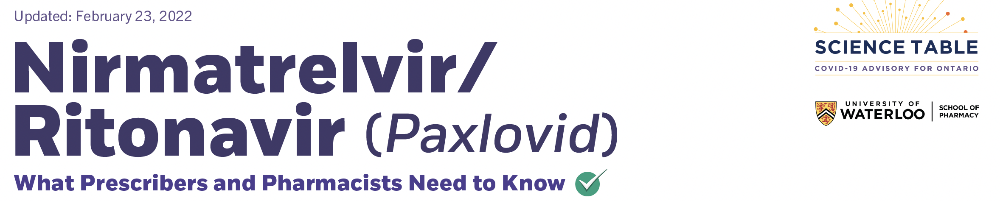 Updated: February 23, 2022
Nirmatrelvir/
Ritonavir (Paxlovid)
What Prescribers and Pharmacists Need to Know
SCIENCE TABLE
COVID-19 ADVISORY FOR ONTARIO
UNIVERSITY OF
WATERLOO
SCHOOL OF
PHARMACY